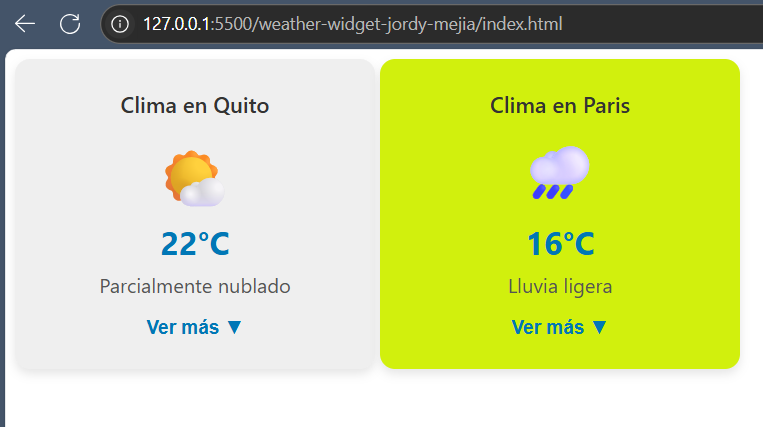 127.0.0.1:5500/weather-widget-jordy-mejia/index.html
Clima en Quito
22°C
Parcialmente nublado
Ver más ▼
Clima en Paris
16°C
Lluvia ligera
Ver más ▼